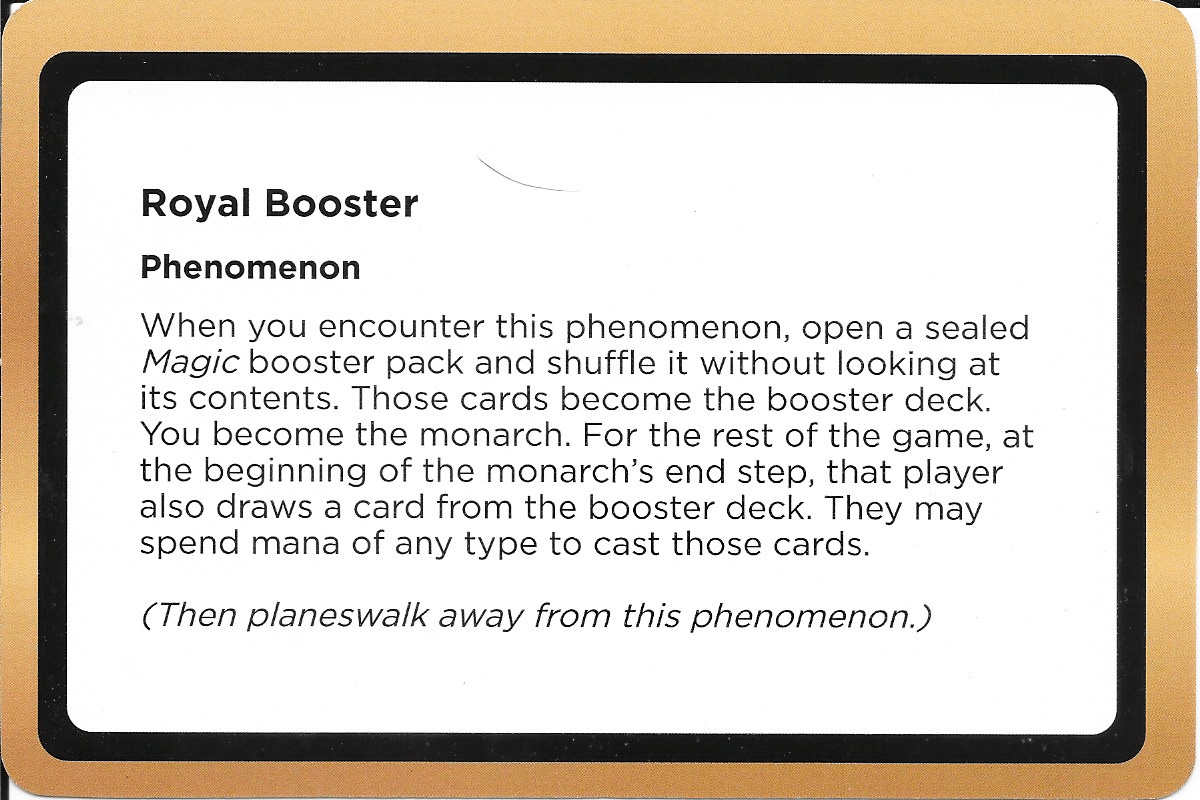 Royal Booster
Phenomenon
When you encounter this phenomenon, open a sealed
Magic booster pack and shuffle it without looking at
its contents. Those cards become the booster deck.
You become the monarch. For the rest of the game, at
the beginning of the monarch’s end step, that player
also draws a card from the booster deck. They may
spend mana of any type to cast those cards.
(Then planeswalk away from this phenomenon.)